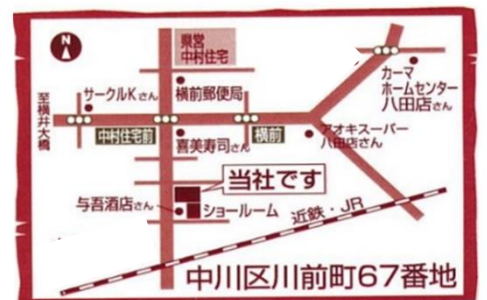 N
県営
中村住宅
カーマ
ホームセンター
八田店さん
サークルKさん
横前郵便局
至横井大橋
中村住宅前
喜美寿司さん
横前
アオキスーパー
八田店さん
当社です
与吾酒店さん
ショールーム
近鉄・JR
中川区川前町67番地